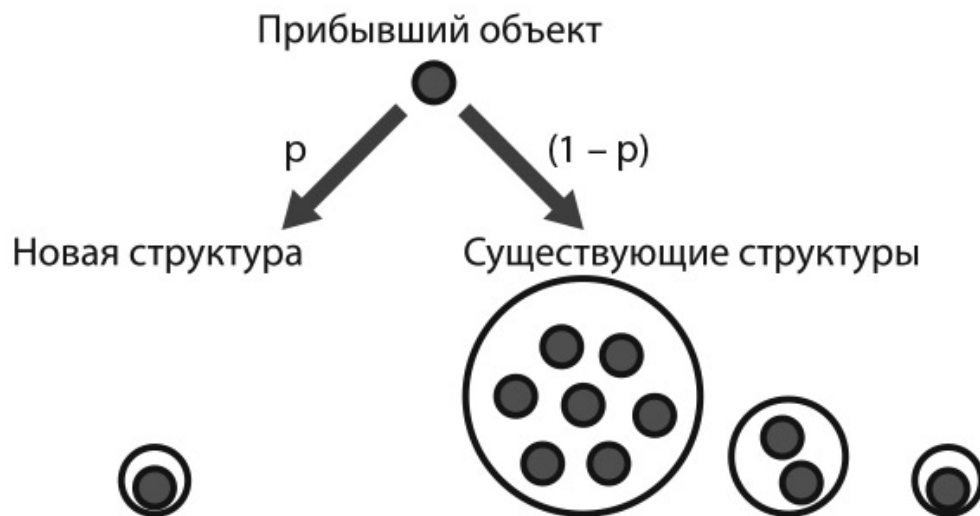 Прибывший объект
p
(1 – p)
Новая структура
Существующие структуры